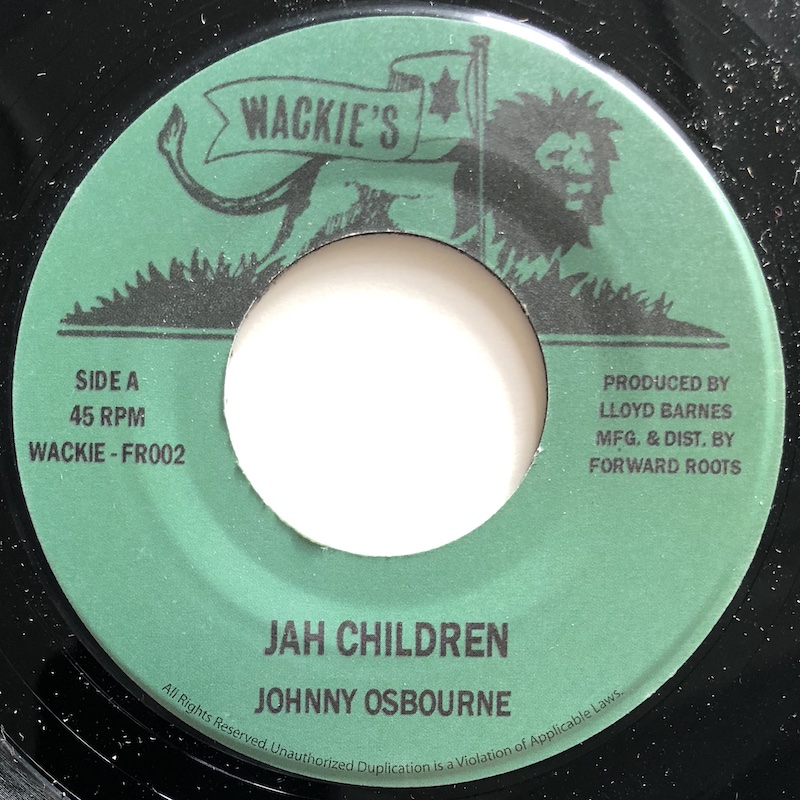 WACKIE'S
SIDE A
45 RPM
WACKIE - FR002
PRODUCED BY
LLOYD BARNES
MFG. & DIST. BY
FORWARD ROOTS
JAH CHILDREN
JOHNNY OSBOURNE
All Rights Reserved. Unauthorized Duplication is a Violation of Applicable Laws.